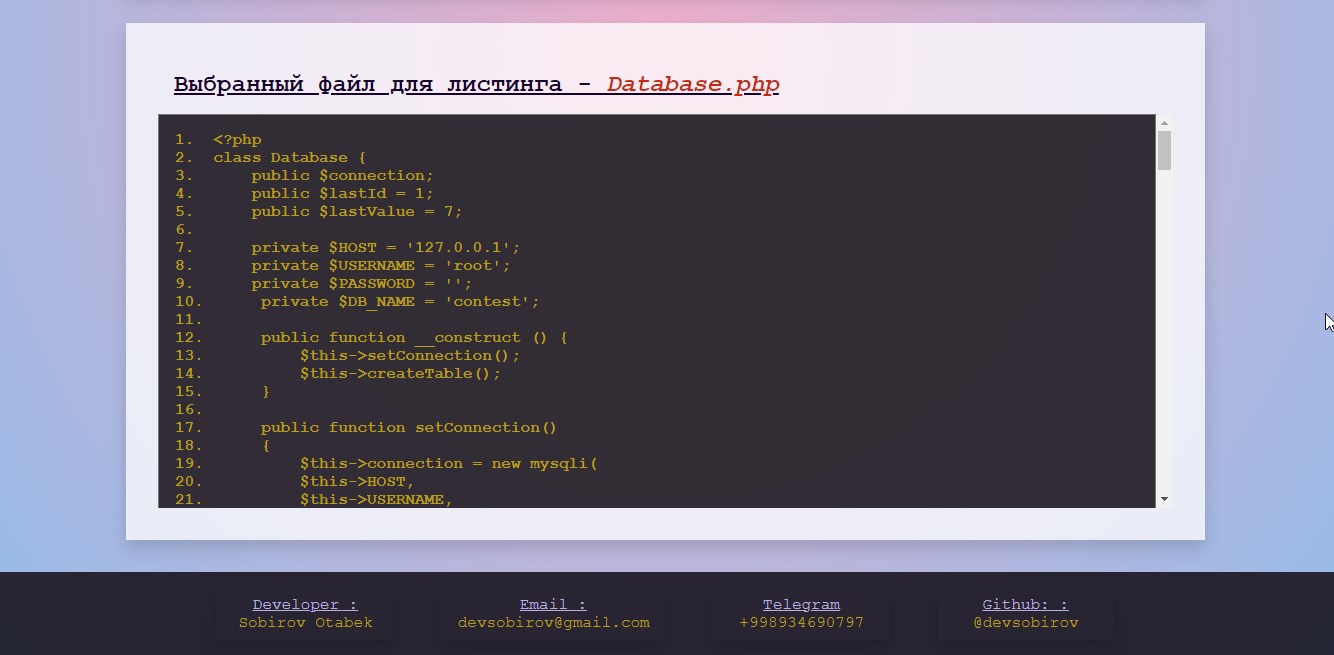 Выбранный файл для листинга - Database.php
1.  <?php
2.  class Database {
3.      public $connection;
4.      public $lastId = 1;
5.      public $lastValue = 7;
6.
7.      private $HOST = '127.0.0.1';
8.      private $USERNAME = 'root';
9.      private $PASSWORD = '';
10.      private $DB_NAME = 'contest';
11.
12.      public function __construct () {
13.          $this->setConnection();
14.          $this->createTable();
15.      }
16.
17.      public function setConnection()
18.      {
19.          $this->connection = new mysqli(
20.          $this->HOST,
21.          $this->USERNAME,
Developer :
Sobirov Otabek
Email :
devsobirov@gmail.com
Telegram
+998934690797
Github: :
@devsobirov